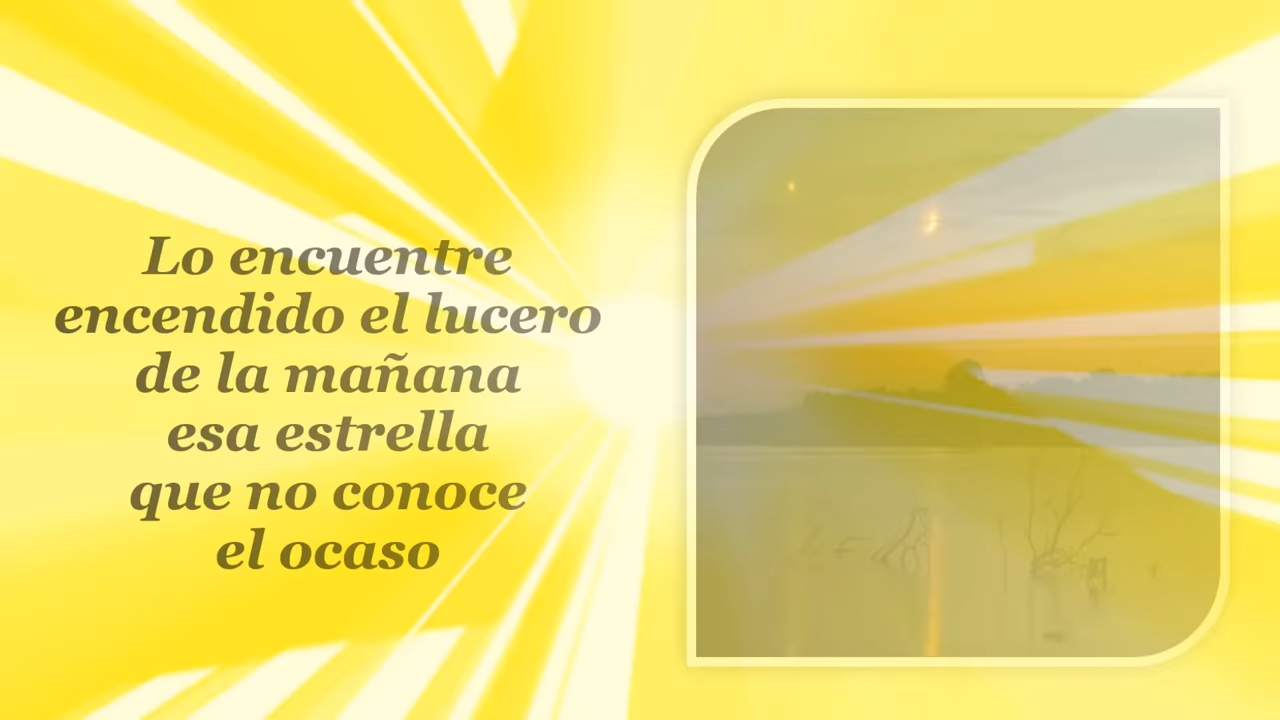 Lo encuentre
encendido el lucero
de la mañana
esa estrella
que no conoce
el ocaso